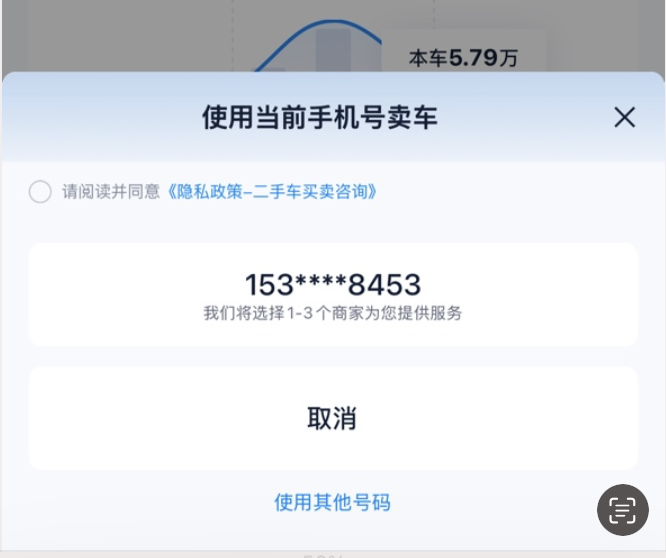 本车5.79万
使用当前手机号卖车
请阅读并同意《隐私政策-二手车买卖咨询》
153****8453
我们将选择1-3个商家为您提供服务
取消
使用其他号码